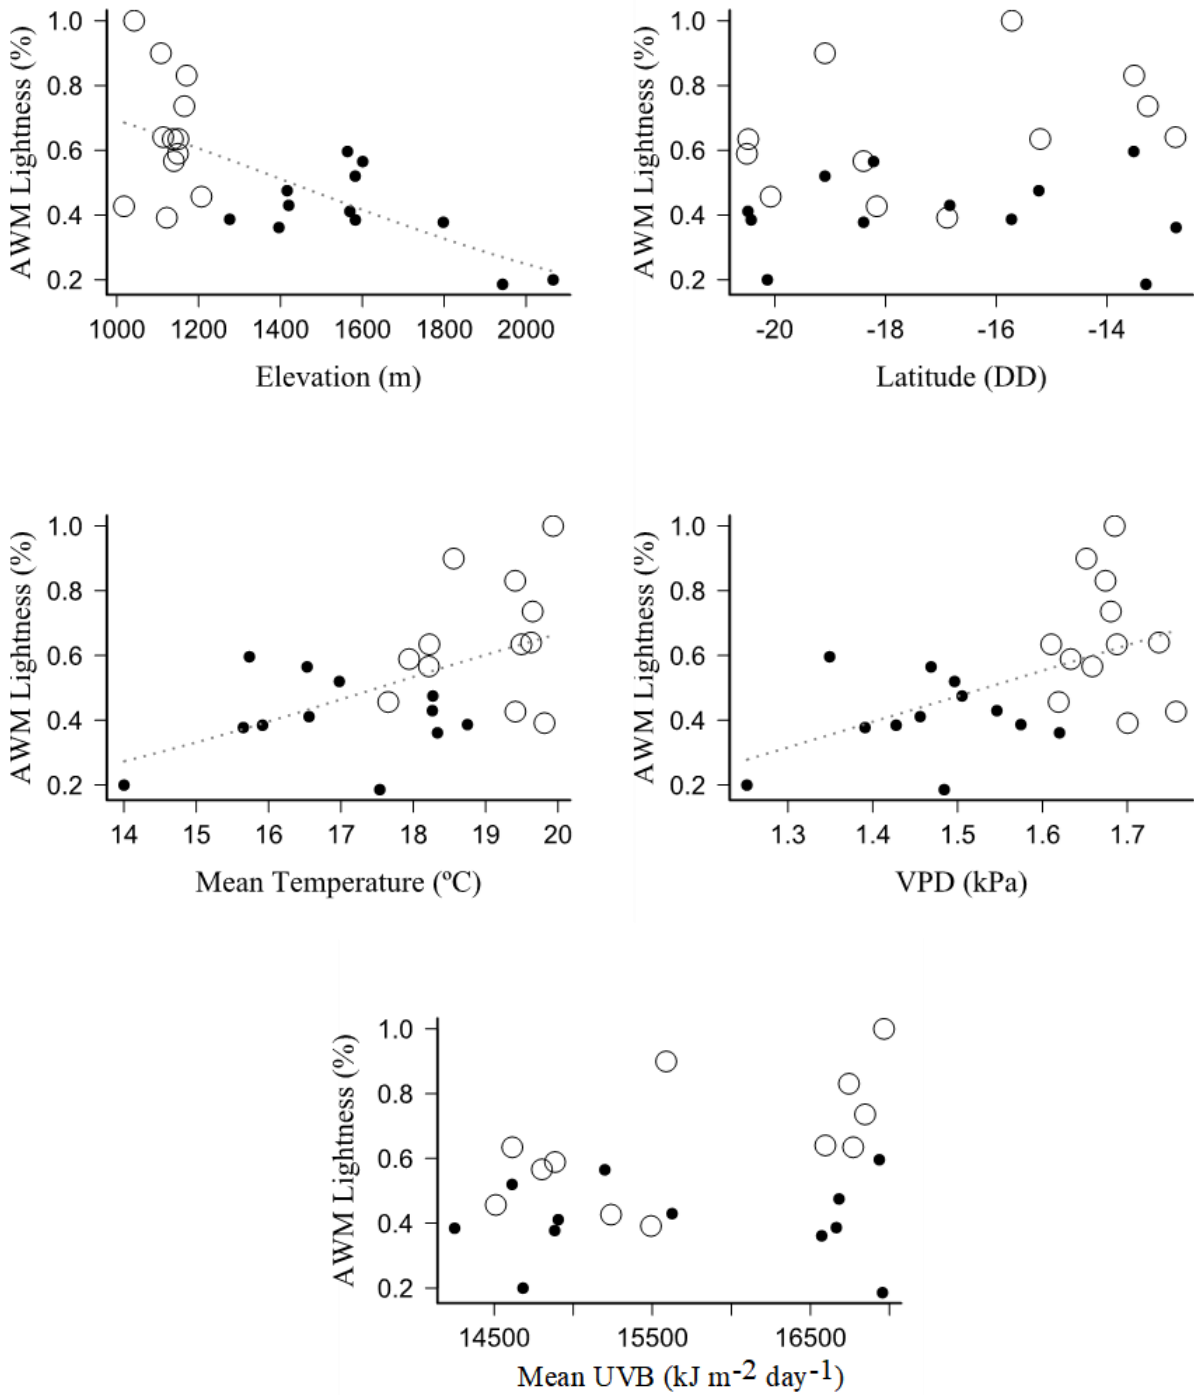 AWM Lightness (%)
1.0
0.8
0.6
0.4
0.2
1000 1200 1400 1600 1800 2000
Elevation (m)
AWM Lightness (%)
1.0
0.8
0.6
0.4
0.2
-20 -18 -16 -14
Latitude (DD)
AWM Lightness (%)
1.0
0.8
0.6
0.4
0.2
14 15 16 17 18 19 20
Mean Temperature (ºC)
AWM Lightness (%)
1.0
0.8
0.6
0.4
0.2
1.3 1.4 1.5 1.6 1.7
VPD (kPa)
AWM Lightness (%)
1.0
0.8
0.6
0.4
0.2
14500 15500 16500
Mean UVB (kJ m-2 day-1)